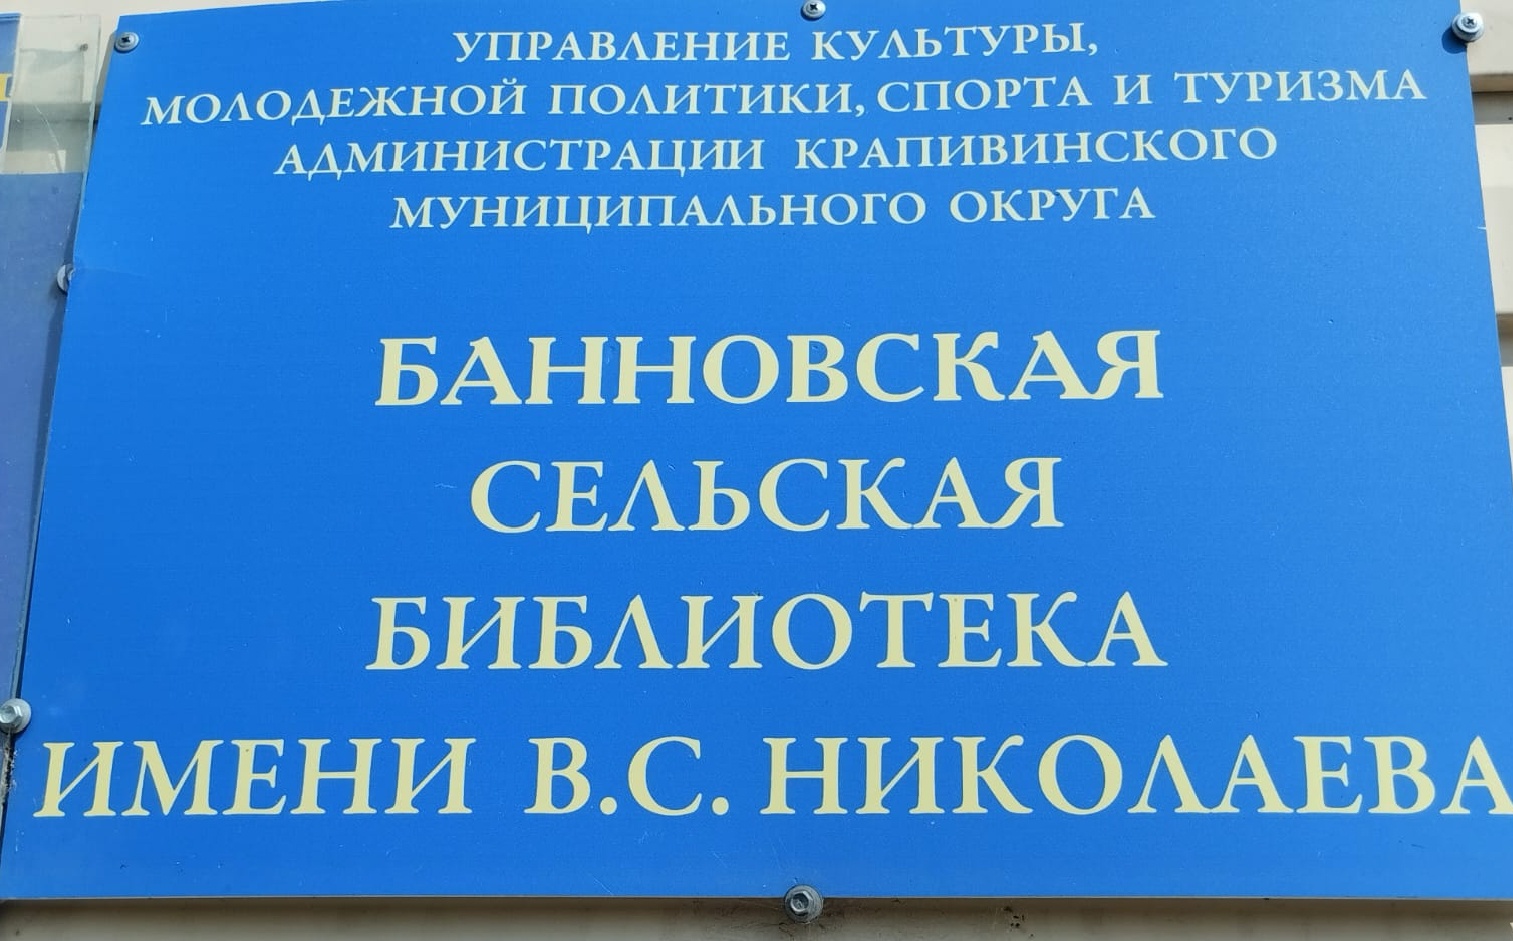 УПРАВЛЕНИЕ КУЛЬТУРЫ,
МОЛОДЕЖНОЙ ПОЛИТИКИ, СПОРТА И ТУРИЗМА
АДМИНИСТРАЦИИ КРАПИВИНСКОГО
МУНИЦИПАЛЬНОГО ОКРУГА
БАННОВСКАЯ
СЕЛЬСКАЯ
БИБЛИОТЕКА
ИМЕНИ В.С. НИКОЛАЕВА